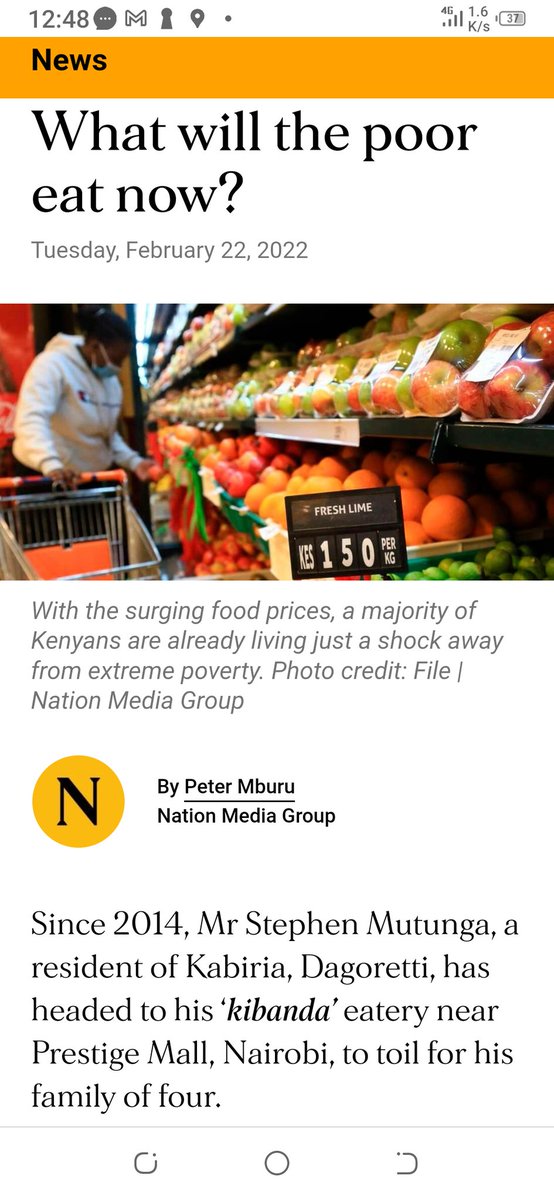 12:48
4G
1.6
K/s
37
News
What will the poor
eat now?
Tuesday, February 22, 2022
FRESH LIME
KES 150 PER KG
With the surging food prices, a majority of
Kenyans are already living just a shock away
from extreme poverty. Photo credit: File |
Nation Media Group
N
By Peter Mburu
Nation Media Group
Since 2014, Mr Stephen Mutunga, a
resident of Kabiria, Dagoretti, has
headed to his ‘kibanda’ eatery near
Prestige Mall, Nairobi, to toil for his
family of four.